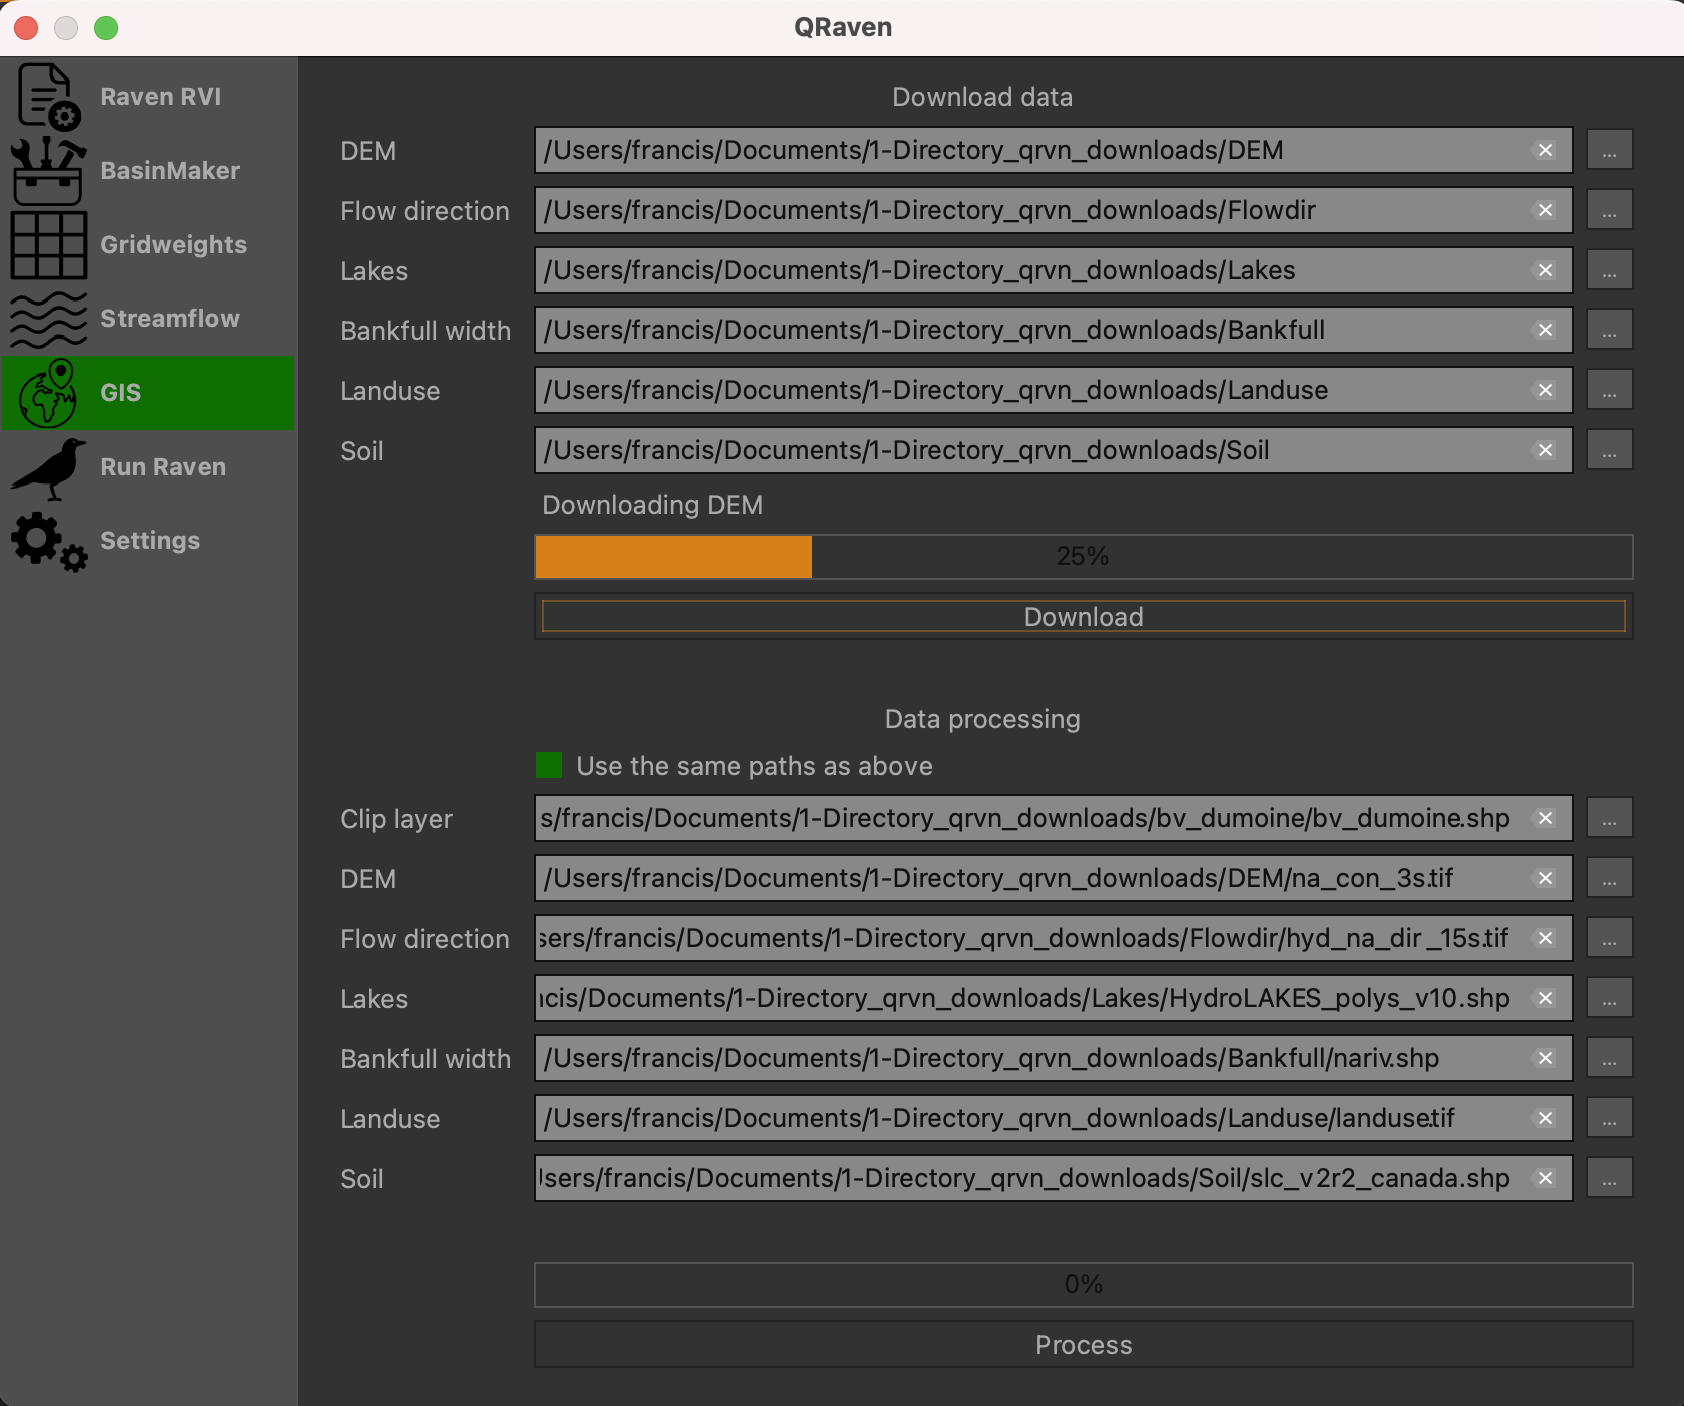 QRaven
Raven RVI
BasinMaker
Gridweights
Streamflow
GIS
Run Raven
Settings
Download data
DEM /Users/francis/Documents/1-Directory_qrvn_downloads/DEM ...
Flow direction /Users/francis/Documents/1-Directory_qrvn_downloads/Flowdir ...
Lakes /Users/francis/Documents/1-Directory_qrvn_downloads/Lakes ...
Bankfull width /Users/francis/Documents/1-Directory_qrvn_downloads/Bankfull ...
Landuse /Users/francis/Documents/1-Directory_qrvn_downloads/Landuse ...
Soil /Users/francis/Documents/1-Directory_qrvn_downloads/Soil ...
Downloading DEM
25%
Download
Data processing
Use the same paths as above
Clip layer s/francis/Documents/1-Directory_qrvn_downloads/bv_dumoine/bv_dumoine.shp ...
DEM /Users/francis/Documents/1-Directory_qrvn_downloads/DEM/na_con_3s.tif ...
Flow direction sers/francis/Documents/1-Directory_qrvn_downloads/Flowdir/hyd_na_dir_15s.tif ...
Lakes ncis/Documents/1-Directory_qrvn_downloads/Lakes/HydroLAKES_polys_v10.shp ...
Bankfull width /Users/francis/Documents/1-Directory_qrvn_downloads/Bankfull/nariv.shp ...
Landuse /Users/francis/Documents/1-Directory_qrvn_downloads/Landuse/landuse.tif ...
Soil Users/francis/Documents/1-Directory_qrvn_downloads/Soil/slc_v2r2_canada.shp ...
0%
Process